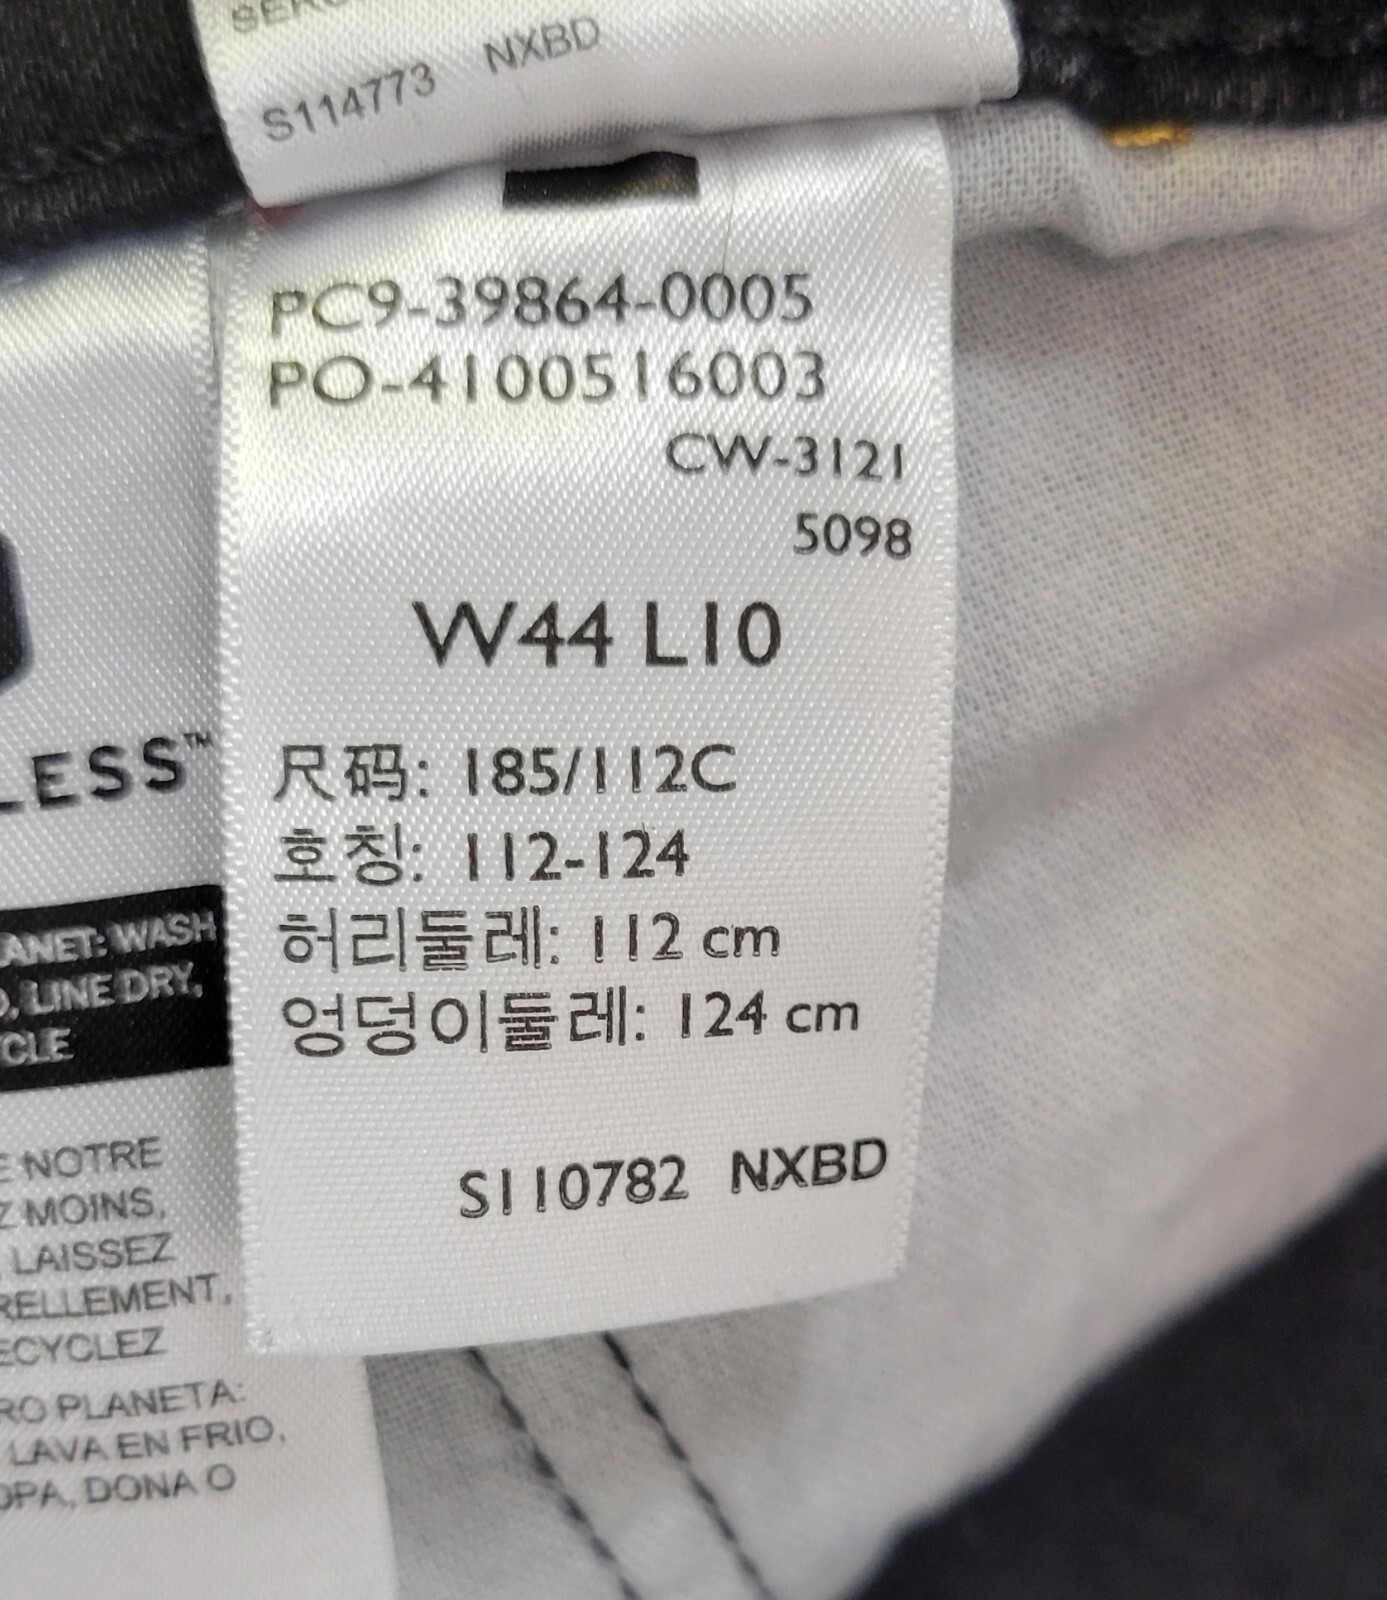 S114773 NXBD
PC9-39864-0005
PO-4100516003
CW-3121
5098
W44 L10
尺码: 185/112C
호칭: 112-124
허리둘레: 112 cm
엉덩이둘레: 124 cm
S110782 NXBD
LESS™
ANET: WASH
LINE DRY,
CLE
NOTRE
MOINS,
LAISSEZ
RELLEMENT,
ECYCLEZ
RO PLANETA:
LAVA EN FRIO,
OPA, DONA O